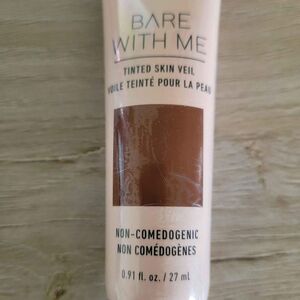 BARE
WITH ME
TINTED SKIN VEIL
VOILE TEINTÉ POUR LA PEAU
NON-COMEDOGENIC
NON COMÉDOGÈNES
0.91 fl. oz. / 27 mL